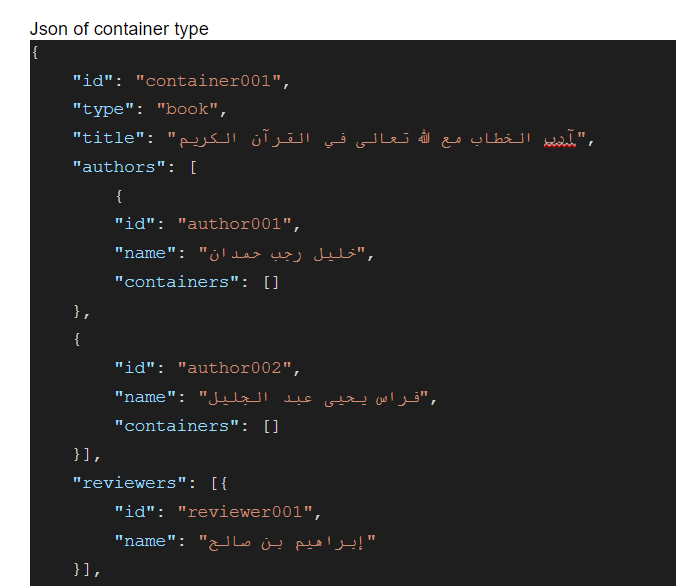 Json of container type
{
"id": "container001",
"type": "book",
"title": "آدب الخطاب مع الله تعالى في القرآن الكريم",
"authors": [
{
"id": "author001",
"name": "خليل رجب حمدان",
"containers": []
},
{
"id": "author002",
"name": "فراس يحيى عبد الجليل",
"containers": []
}],
"reviewers": [{
"id": "reviewer001",
"name": "إبراهيم بن صالح"
}],